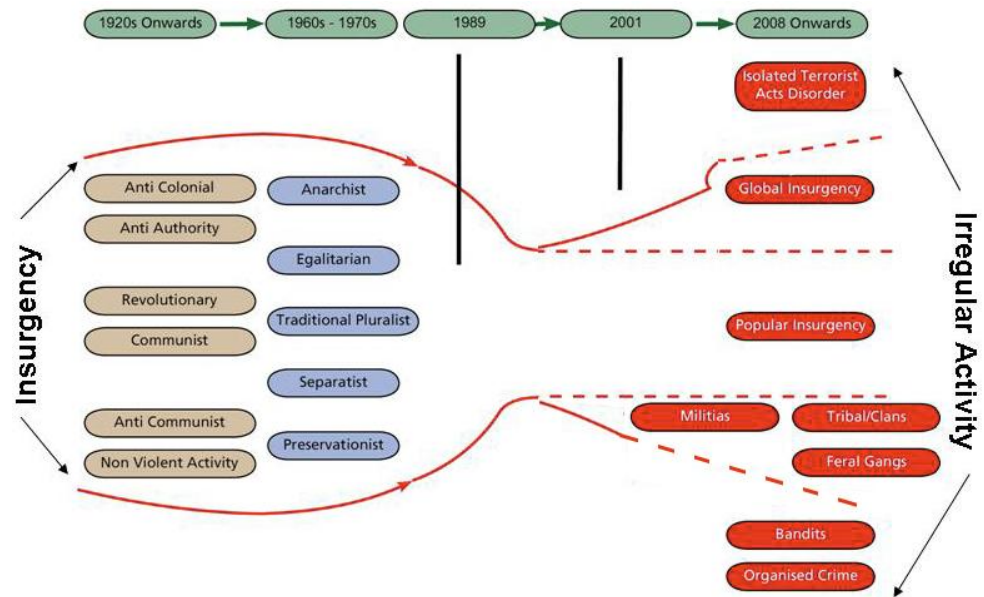 1920s Onwards
1960s - 1970s
1989
2001
2008 Onwards
Isolated Terrorist
Acts Disorder
Insurgency
Anti Colonial
Anti Authority
Revolutionary
Communist
Anti Communist
Non Violent Activity
Anarchist
Egalitarian
Traditional Pluralist
Separatist
Preservationist
Global Insurgency
Popular Insurgency
Militias
Tribal/Clans
Feral Gangs
Bandits
Organised Crime
Irregular Activity